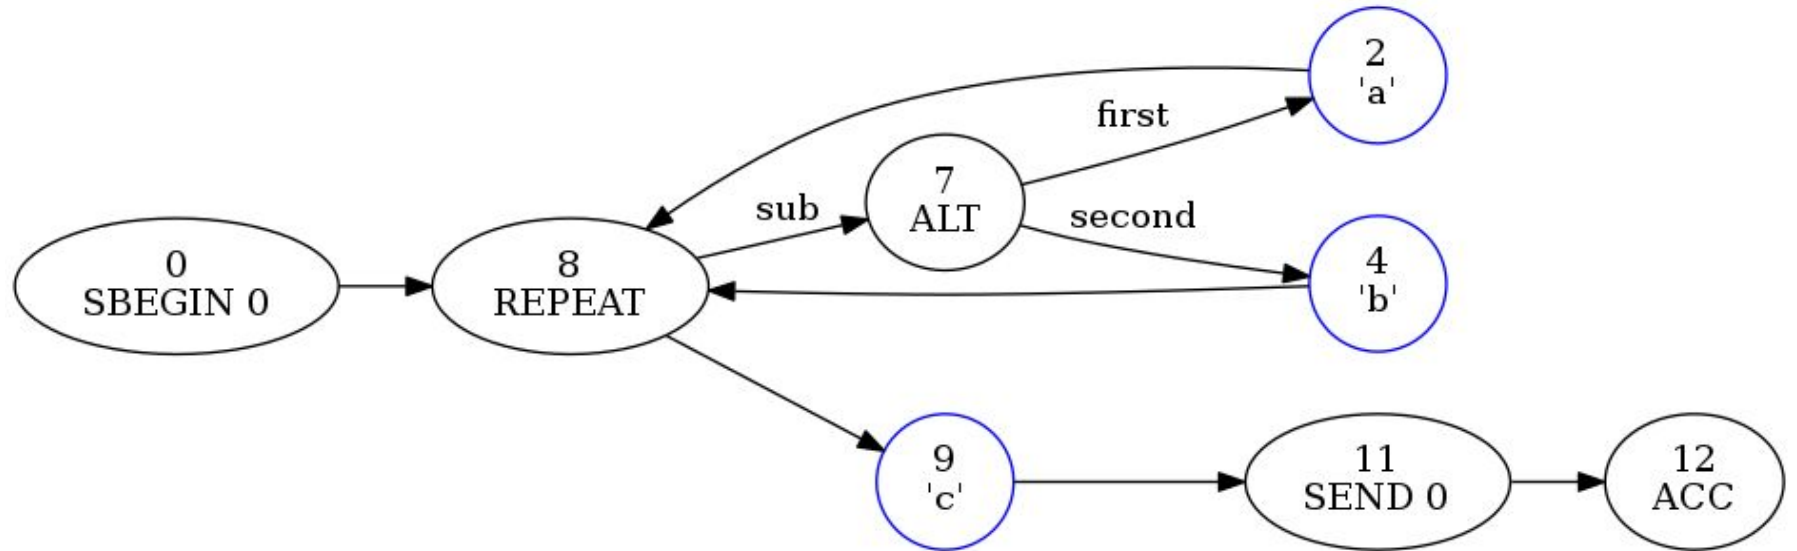 0
SBEGIN 0
8
REPEAT
sub
7
ALT
first
second
2
'a'
4
'b'
9
'c'
11
SEND 0
12
ACC